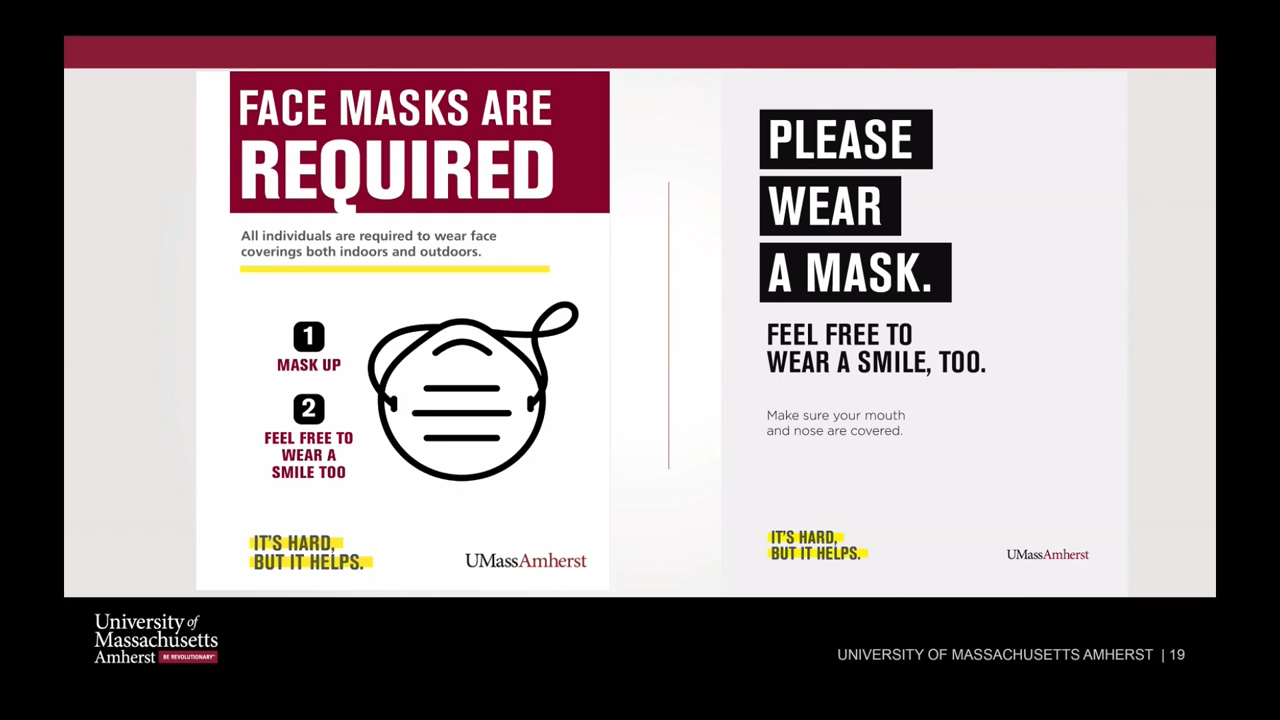 FACE MASKS ARE
REQUIRED
All individuals are required to wear face
coverings both indoors and outdoors.
1
MASK UP
2
FEEL FREE TO
WEAR A
SMILE TOO
IT'S HARD,
BUT IT HELPS.
UMassAmherst
PLEASE
WEAR
A MASK.
FEEL FREE TO
WEAR A SMILE, TOO.
Make sure your mouth
and nose are covered.
IT'S HARD,
BUT IT HELPS.
UMassAmherst
University of
Massachusetts
Amherst BE REVOLUTIONARY™
UNIVERSITY OF MASSACHUSETTS AMHERST | 19